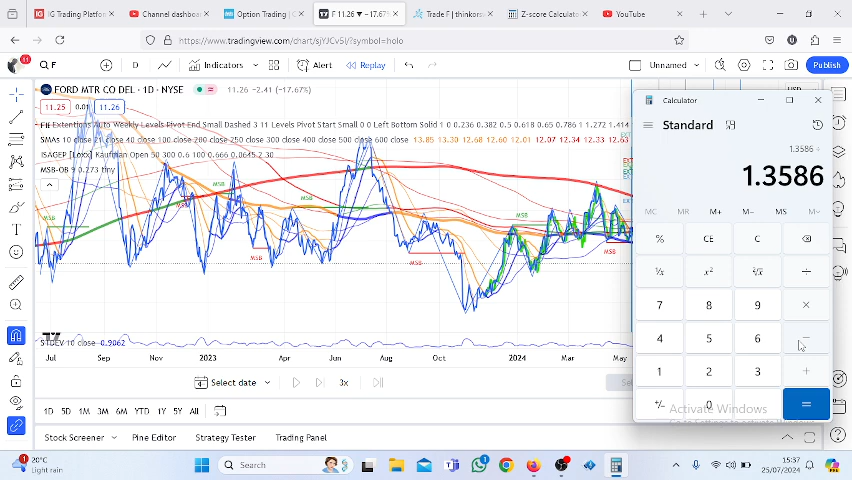 IG Trading Platfor
Channel dashboa
Option Trading | C
F 11.26 ▼ −17.67%
Trade F | thinkors
Z-score Calculato
YouTube
https://www.tradingview.com/chart/sjYJCv5I/?symbol=holo
F
D
Indicators
Alert
Replay
Unnamed
Publish
FORD MTR CO DEL · 1D · NYSE
11.26 −2.41 (−17.67%)
USD
11.25
0.01
11.26
Fib Extentions Auto Weekly Levels Pivot End Small Dashed 3 11 Levels Pivot Start Small 0 0 Left Bottom Solid 1 0 0.236 0.382 0.5 0.618 0.65 0.786 1 1.272 1.414
SMAs 10 close 21 close 40 close 100 close 200 close 250 close 300 close 400 close 500 close 600 close
13.85 13.30 12.68 12.60 12.01 12.07 12.34 12.33 12.63
ISAGEP [Loxx] Kaufman Open 50 300 0.6 100 0.666 0.0645 2 30
MSB-OB 9 0.273 tiny
MSB
MSB
MSB
MSB
MSB
MSB
MSB
MSB
STDEV 10 close 0.9062
Jul
Sep
Nov
2023
Apr
Jun
Aug
Oct
2024
Mar
May
Select date
3x
1D
5D
1M
3M
6M
YTD
1Y
5Y
All
Stock Screener
Pine Editor
Strategy Tester
Trading Panel
Calculator
Standard
1.3586 ÷
1.3586
MC
MR
M+
M−
MS
M
%
CE
C
¹/x
x²
²√x
÷
7
8
9
×
4
5
6
−
1
2
3
+
+/−
0
=
Activate Windows
20°C
Light rain
Search
15:37
25/07/2024